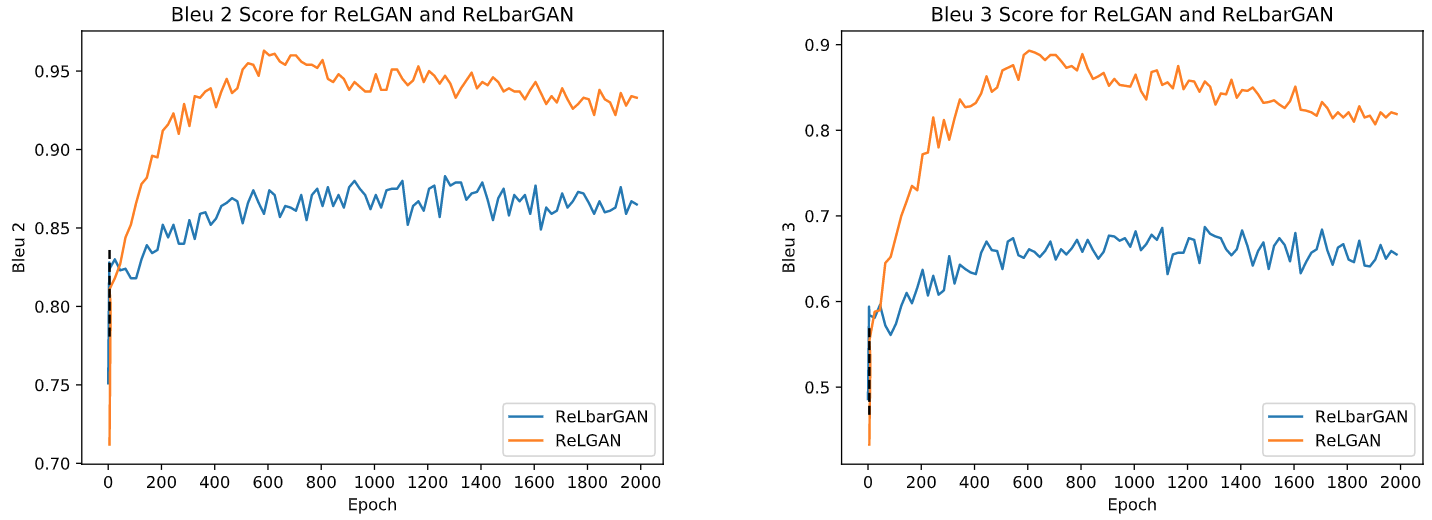 Bleu 2 Score for ReLGAN and ReLbarGAN
Bleu 2
0.95
0.90
0.85
0.80
0.75
0.70
0 200 400 600 800 1000 1200 1400 1600 1800 2000
Epoch
ReLbarGAN
ReLGAN
Bleu 3 Score for ReLGAN and ReLbarGAN
Bleu 3
0.9
0.8
0.7
0.6
0.5
0 200 400 600 800 1000 1200 1400 1600 1800 2000
Epoch
ReLbarGAN
ReLGAN